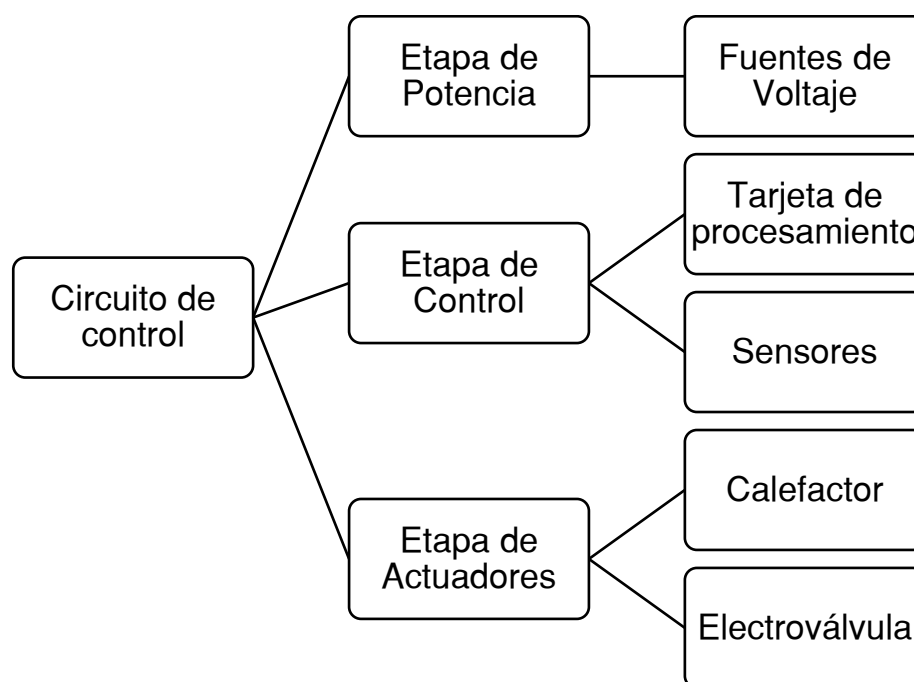 Etapa de
Potencia
Fuentes de
Voltaje
Circuito de
control
Etapa de
Control
Tarjeta de
procesamiento
Sensores
Etapa de
Actuadores
Calefactor
Electroválvula